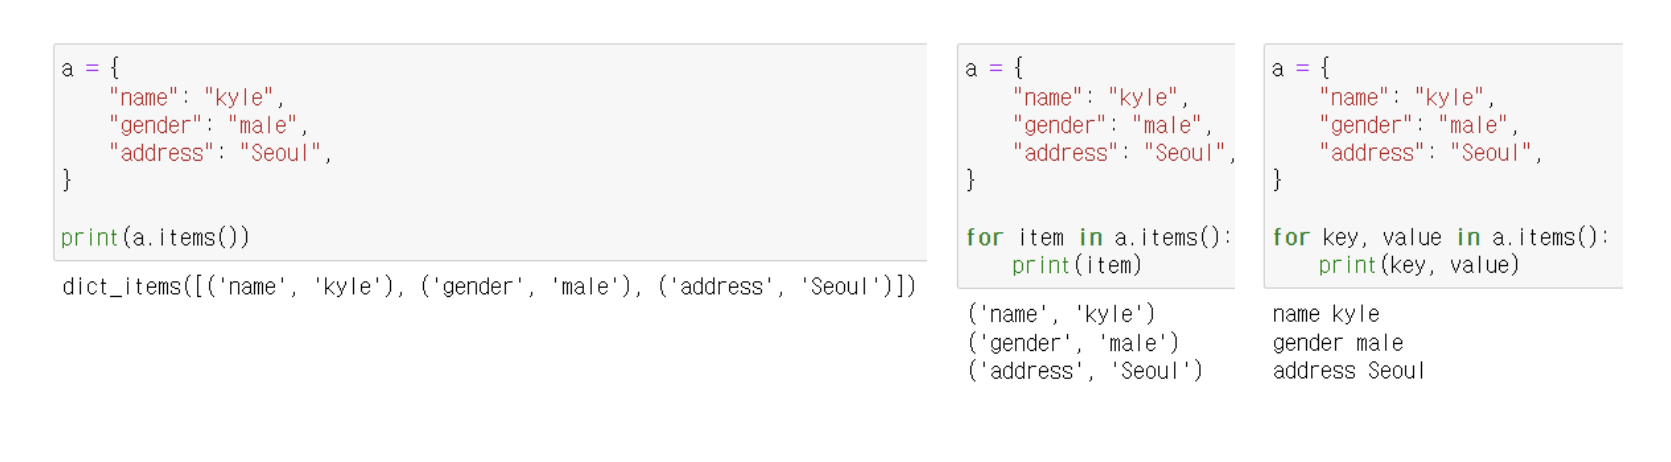 a = {
    "name": "kyle",
    "gender": "male",
    "address": "Seoul",
}
print(a.items())
dict_items([('name', 'kyle'), ('gender', 'male'), ('address', 'Seoul')])
a = {
    "name": "kyle",
    "gender": "male",
    "address": "Seoul",
}
for item in a.items():
    print(item)
('name', 'kyle')
('gender', 'male')
('address', 'Seoul')
a = {
    "name": "kyle",
    "gender": "male",
    "address": "Seoul",
}
for key, value in a.items():
    print(key, value)
name kyle
gender male
address Seoul